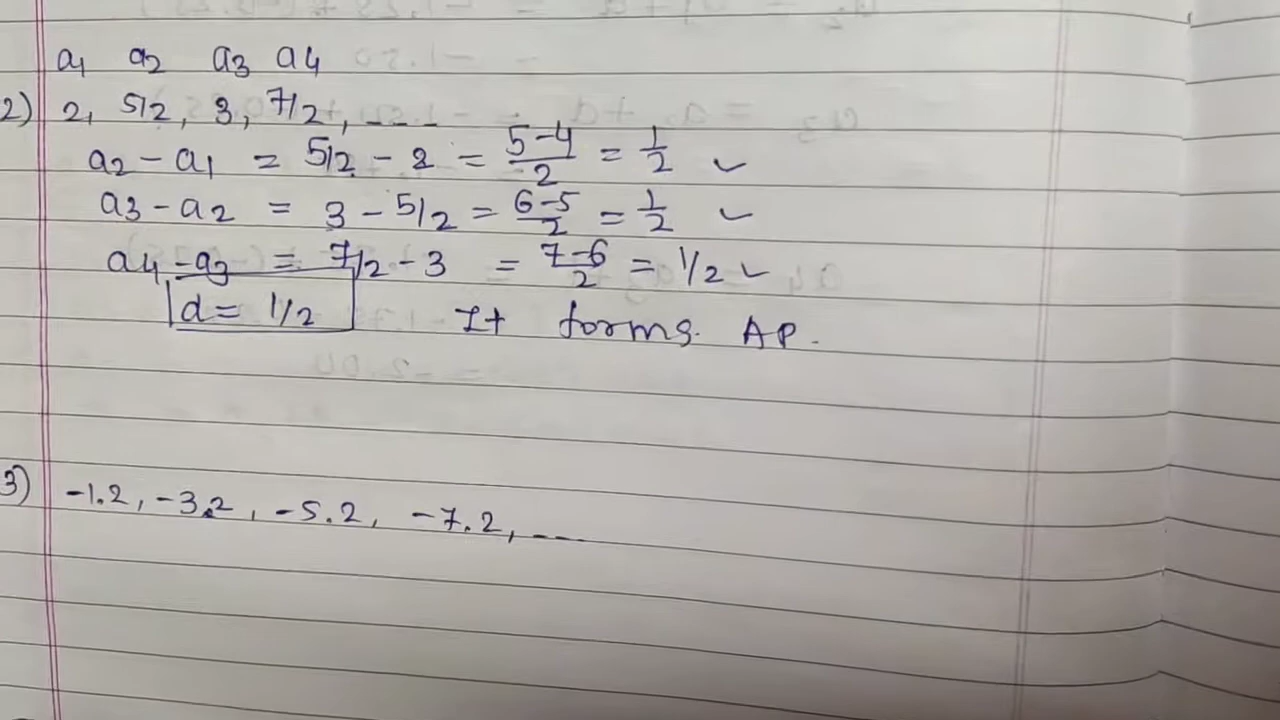 a1 a2 a3 a4
2) 2, 5/2, 3, 7/2, ----
a2 - a1 = 5/2 - 2 = 5-4/2 = 1/2 ✓
a3 - a2 = 3 - 5/2 = 6-5/2 = 1/2 ✓
a4 - a3 = 7/2 - 3 = 7-6/2 = 1/2 ✓
d = 1/2 It forms AP.
3) -1.2, -3.2, -5.2, -7.2, ---